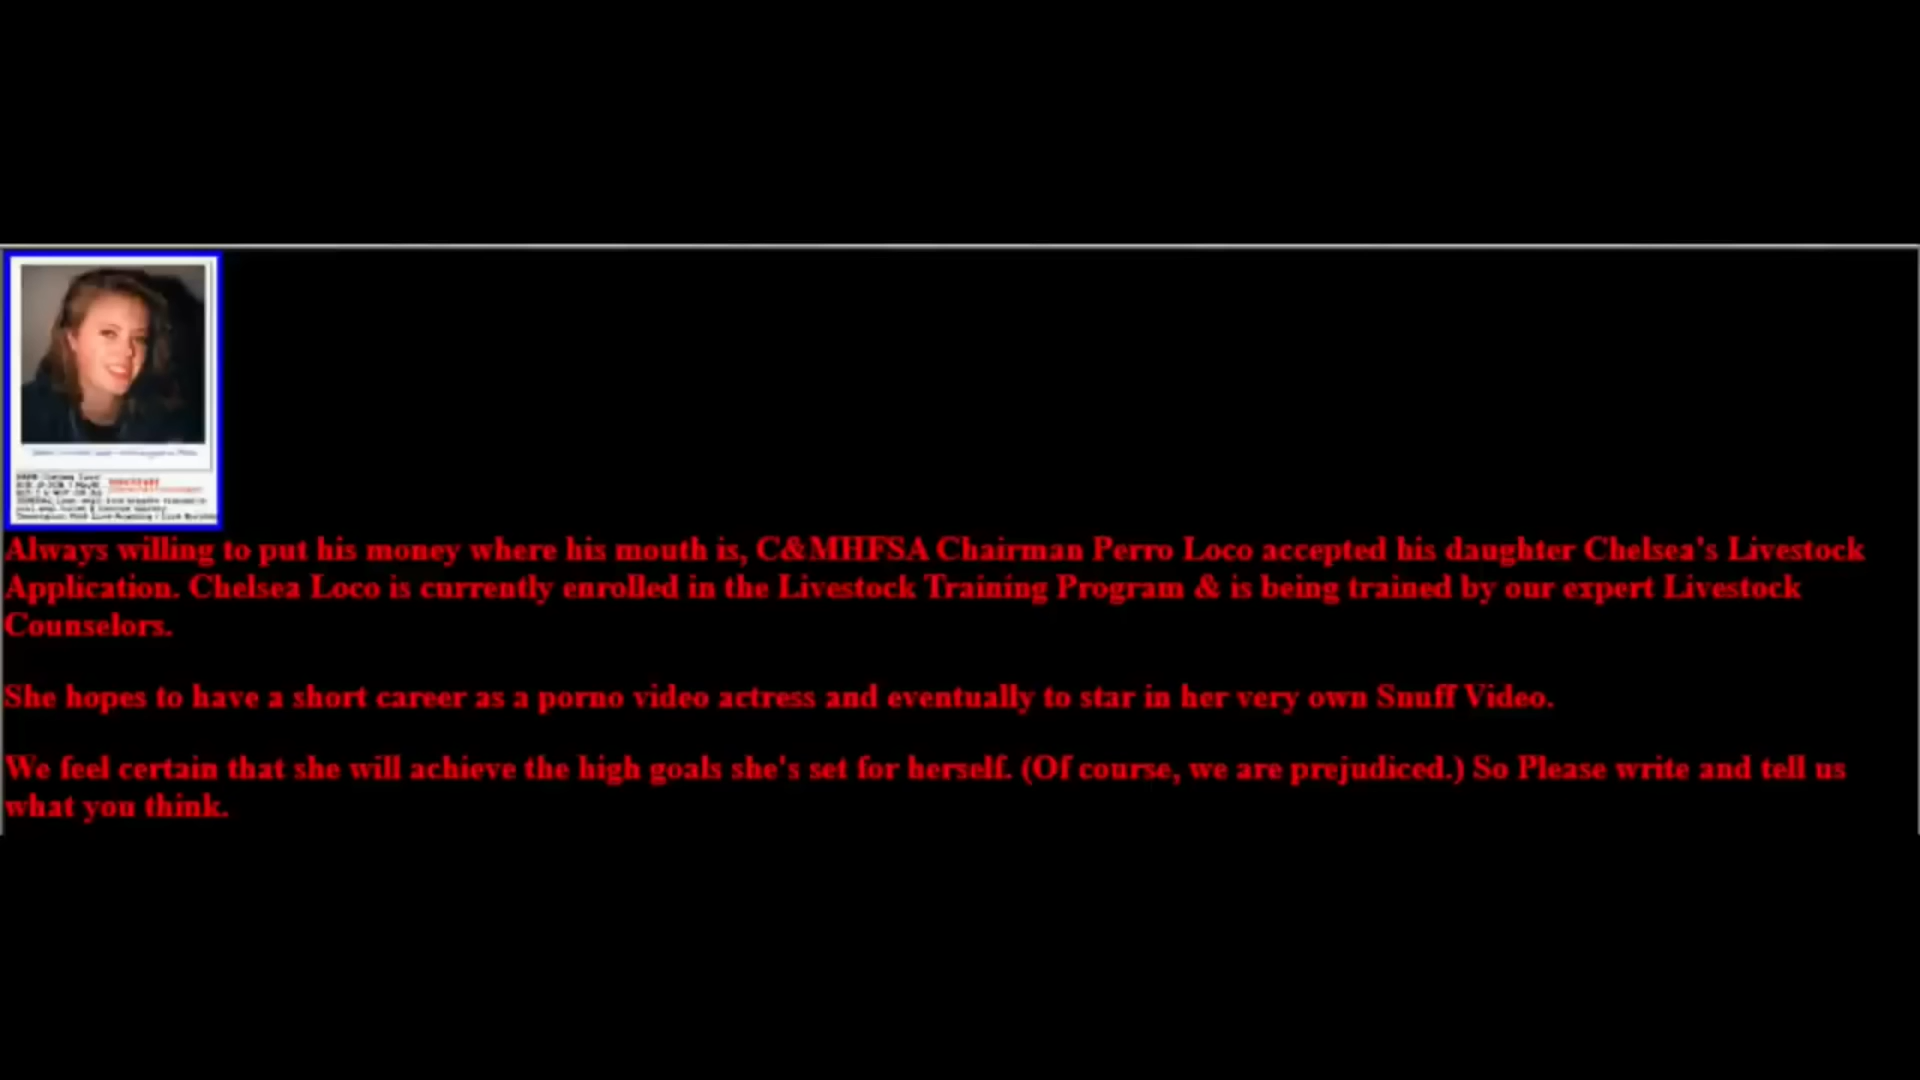 Always willing to put his money where his mouth is, C&MHFSA Chairman Perro Loco accepted his daughter Chelsea's Livestock
Application. Chelsea Loco is currently enrolled in the Livestock Training Program & is being trained by our expert Livestock
Counselors.
She hopes to have a short career as a porno video actress and eventually to star in her very own Snuff Video.
We feel certain that she will achieve the high goals she's set for herself. (Of course, we are prejudiced.) So Please write and tell us
what you think.